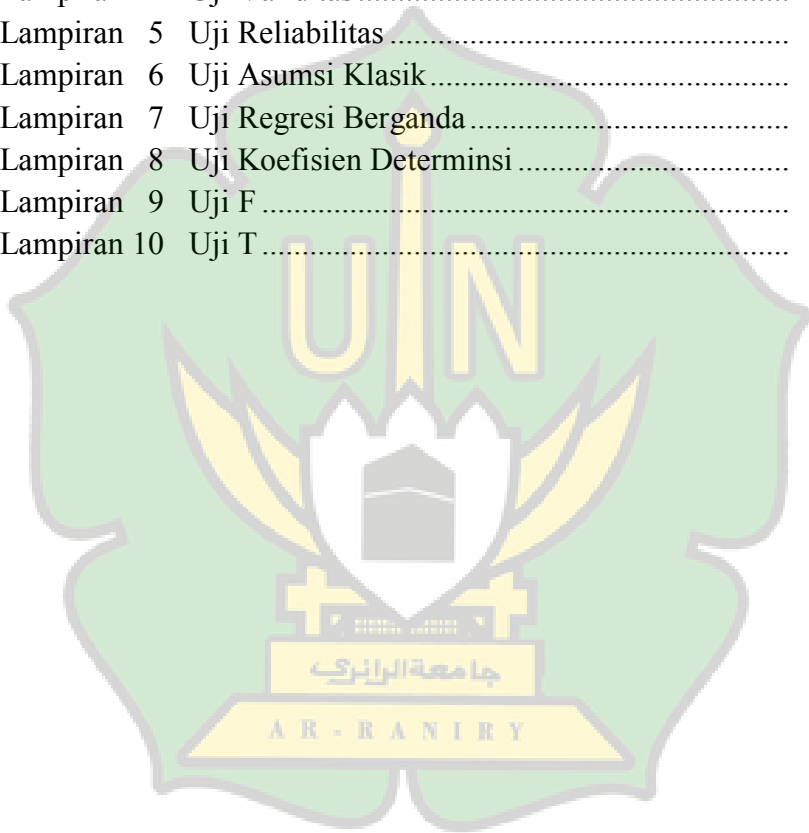 Lampiran 5 Uji Reliabilitas ......................................................
Lampiran 6 Uji Asumsi Klasik ................................................
Lampiran 7 Uji Regresi Berganda ...........................................
Lampiran 8 Uji Koefisien Determinsi ....................................
Lampiran 9 Uji F ......................................................................
Lampiran 10 Uji T ......................................................................
UIN
جامعة الرانري
AR-RANIRY